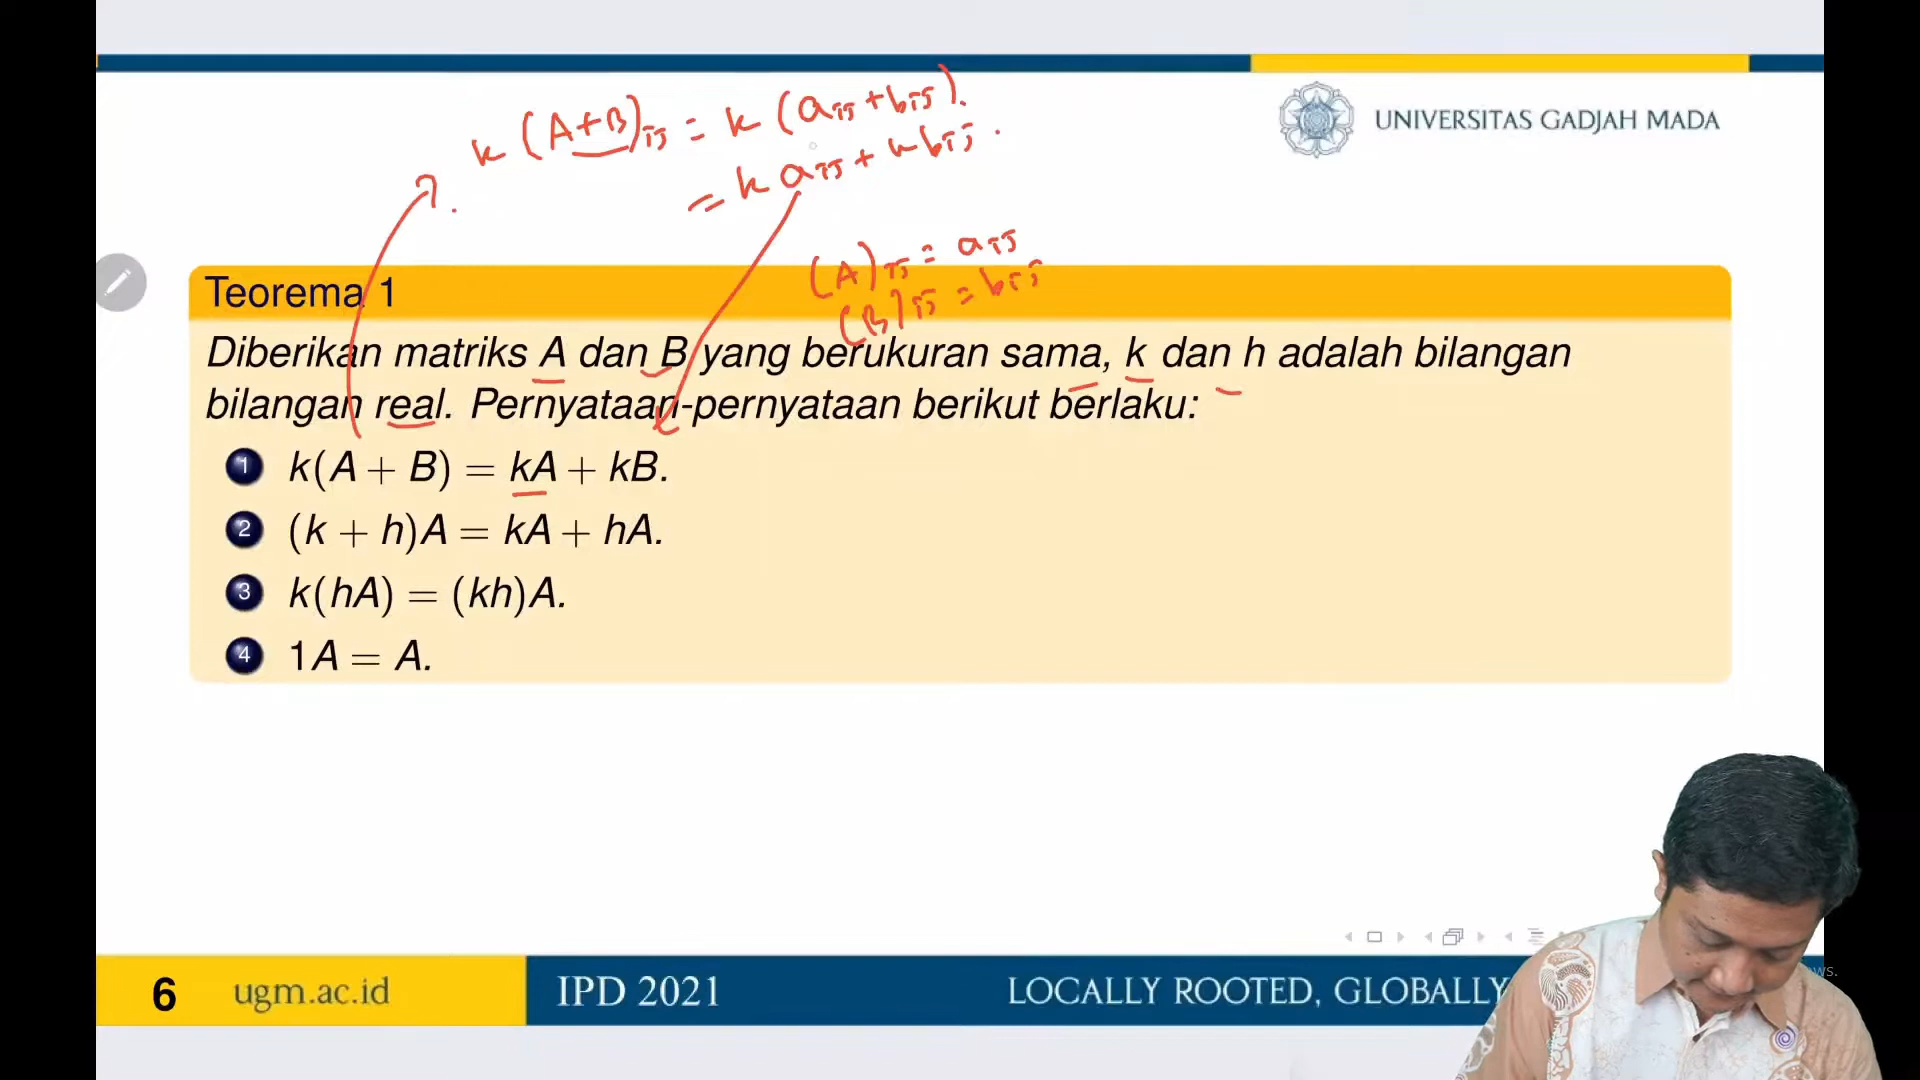 UNIVERSITAS GADJAH MADA
k (A+B)ij = k (aij + bij).
= k aij + k bij.
(A)ij = aij
(B)ij = bij
Teorema 1
Diberikan matriks A dan B yang berukuran sama, k dan h adalah bilangan
bilangan real. Pernyataan-pernyataan berikut berlaku:
1 k(A + B) = kA + kB.
2 (k + h)A = kA + hA.
3 k(hA) = (kh)A.
4 1A = A.
6 ugm.ac.id IPD 2021 LOCALLY ROOTED, GLOBALLY